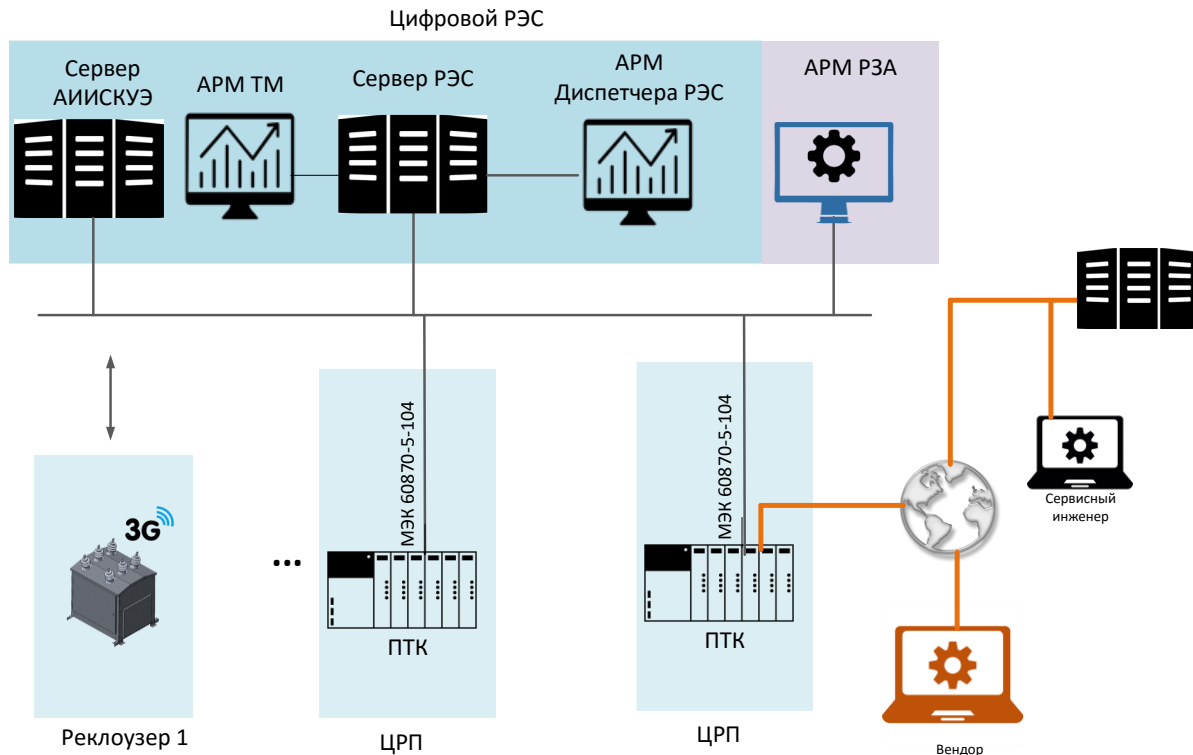 Цифровой РЭС
Сервер
АИИСКУЭ
АРМ ТМ
Сервер РЭС
АРМ
Диспетчера РЭС
АРМ РЗА
МЭК 60870-5-104
МЭК 60870-5-104
Сервисный
инженер
3G
...
ПТК
ПТК
Реклоузер 1
ЦРП
ЦРП
Вендор